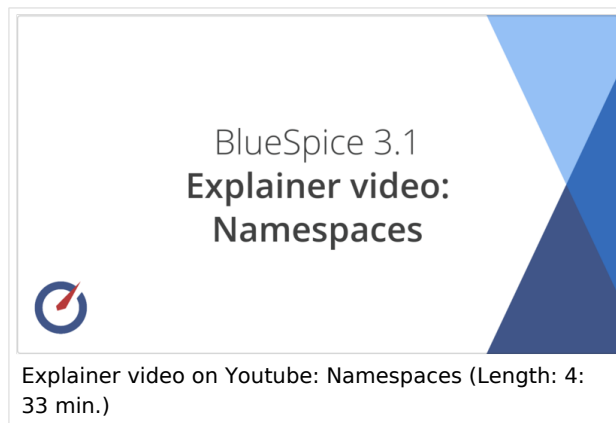 BlueSpice 3.1
Explainer video:
Namespaces
Explainer video on Youtube: Namespaces (Length: 4:
33 min.)